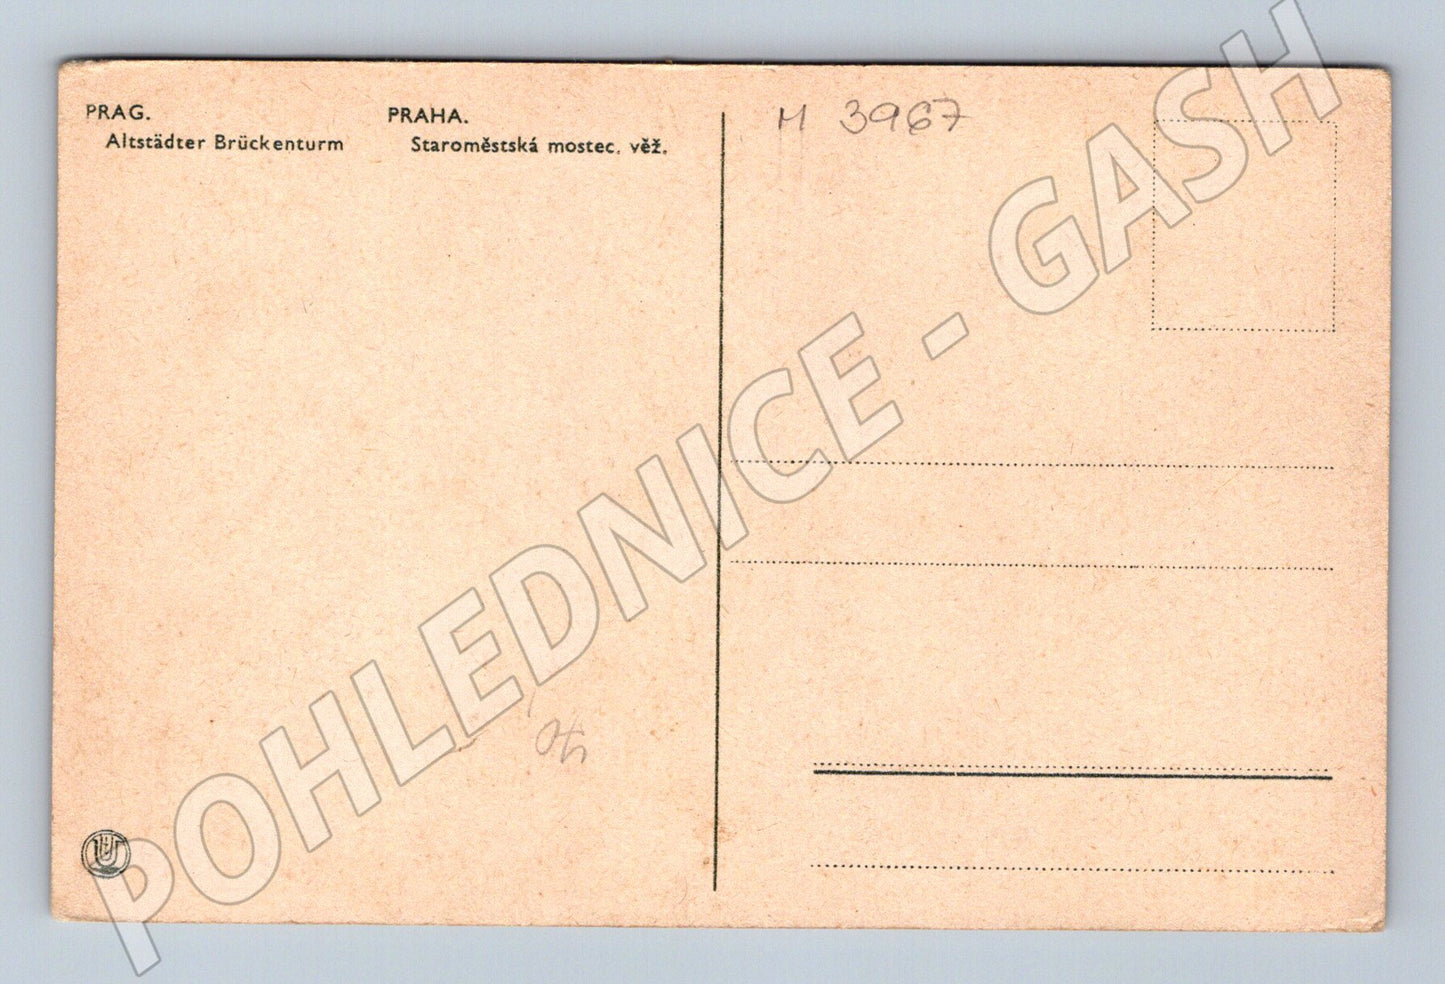 PRAG.
Altstädter Brückenturm
PRAHA.
Staroměstská mostec. věž.
M 3967
POHLEDNICE - GASH